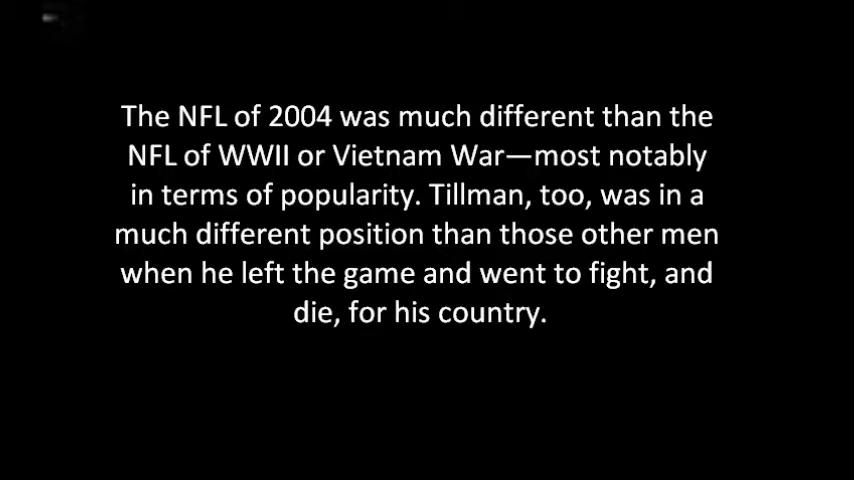 The NFL of 2004 was much different than the
NFL of WWII or Vietnam War—most notably
in terms of popularity. Tillman, too, was in a
much different position than those other men
when he left the game and went to fight, and
die, for his country.